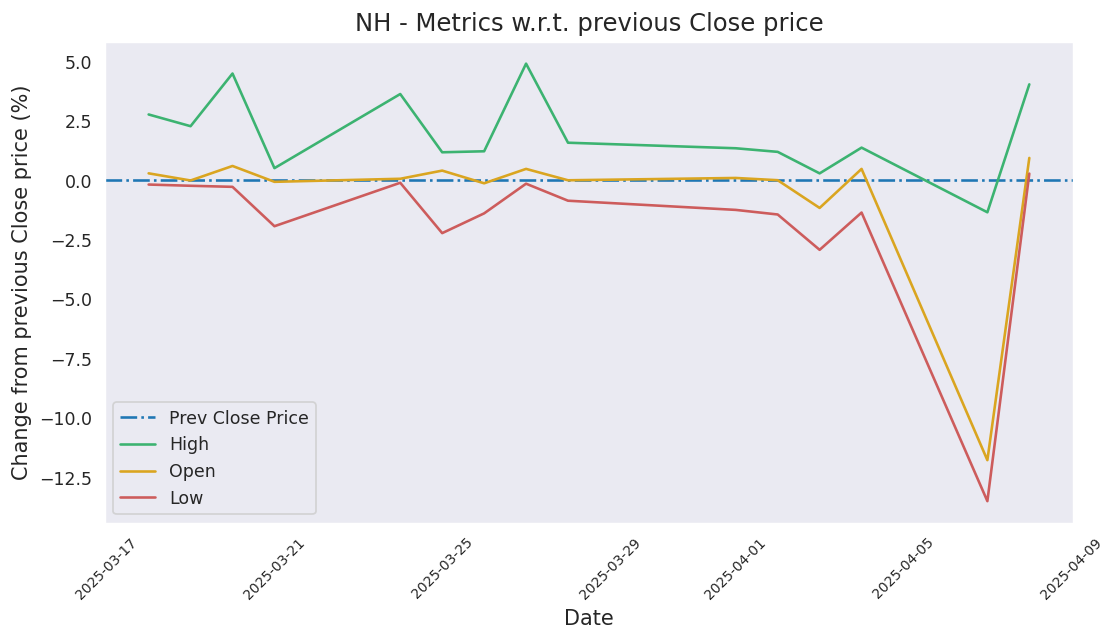 NH - Metrics w.r.t. previous Close price
Change from previous Close price (%)
5.0
2.5
0.0
−2.5
−5.0
−7.5
−10.0
−12.5
Prev Close Price
High
Open
Low
2025-03-17
2025-03-21
2025-03-25
2025-03-29
2025-04-01
2025-04-05
2025-04-09
Date